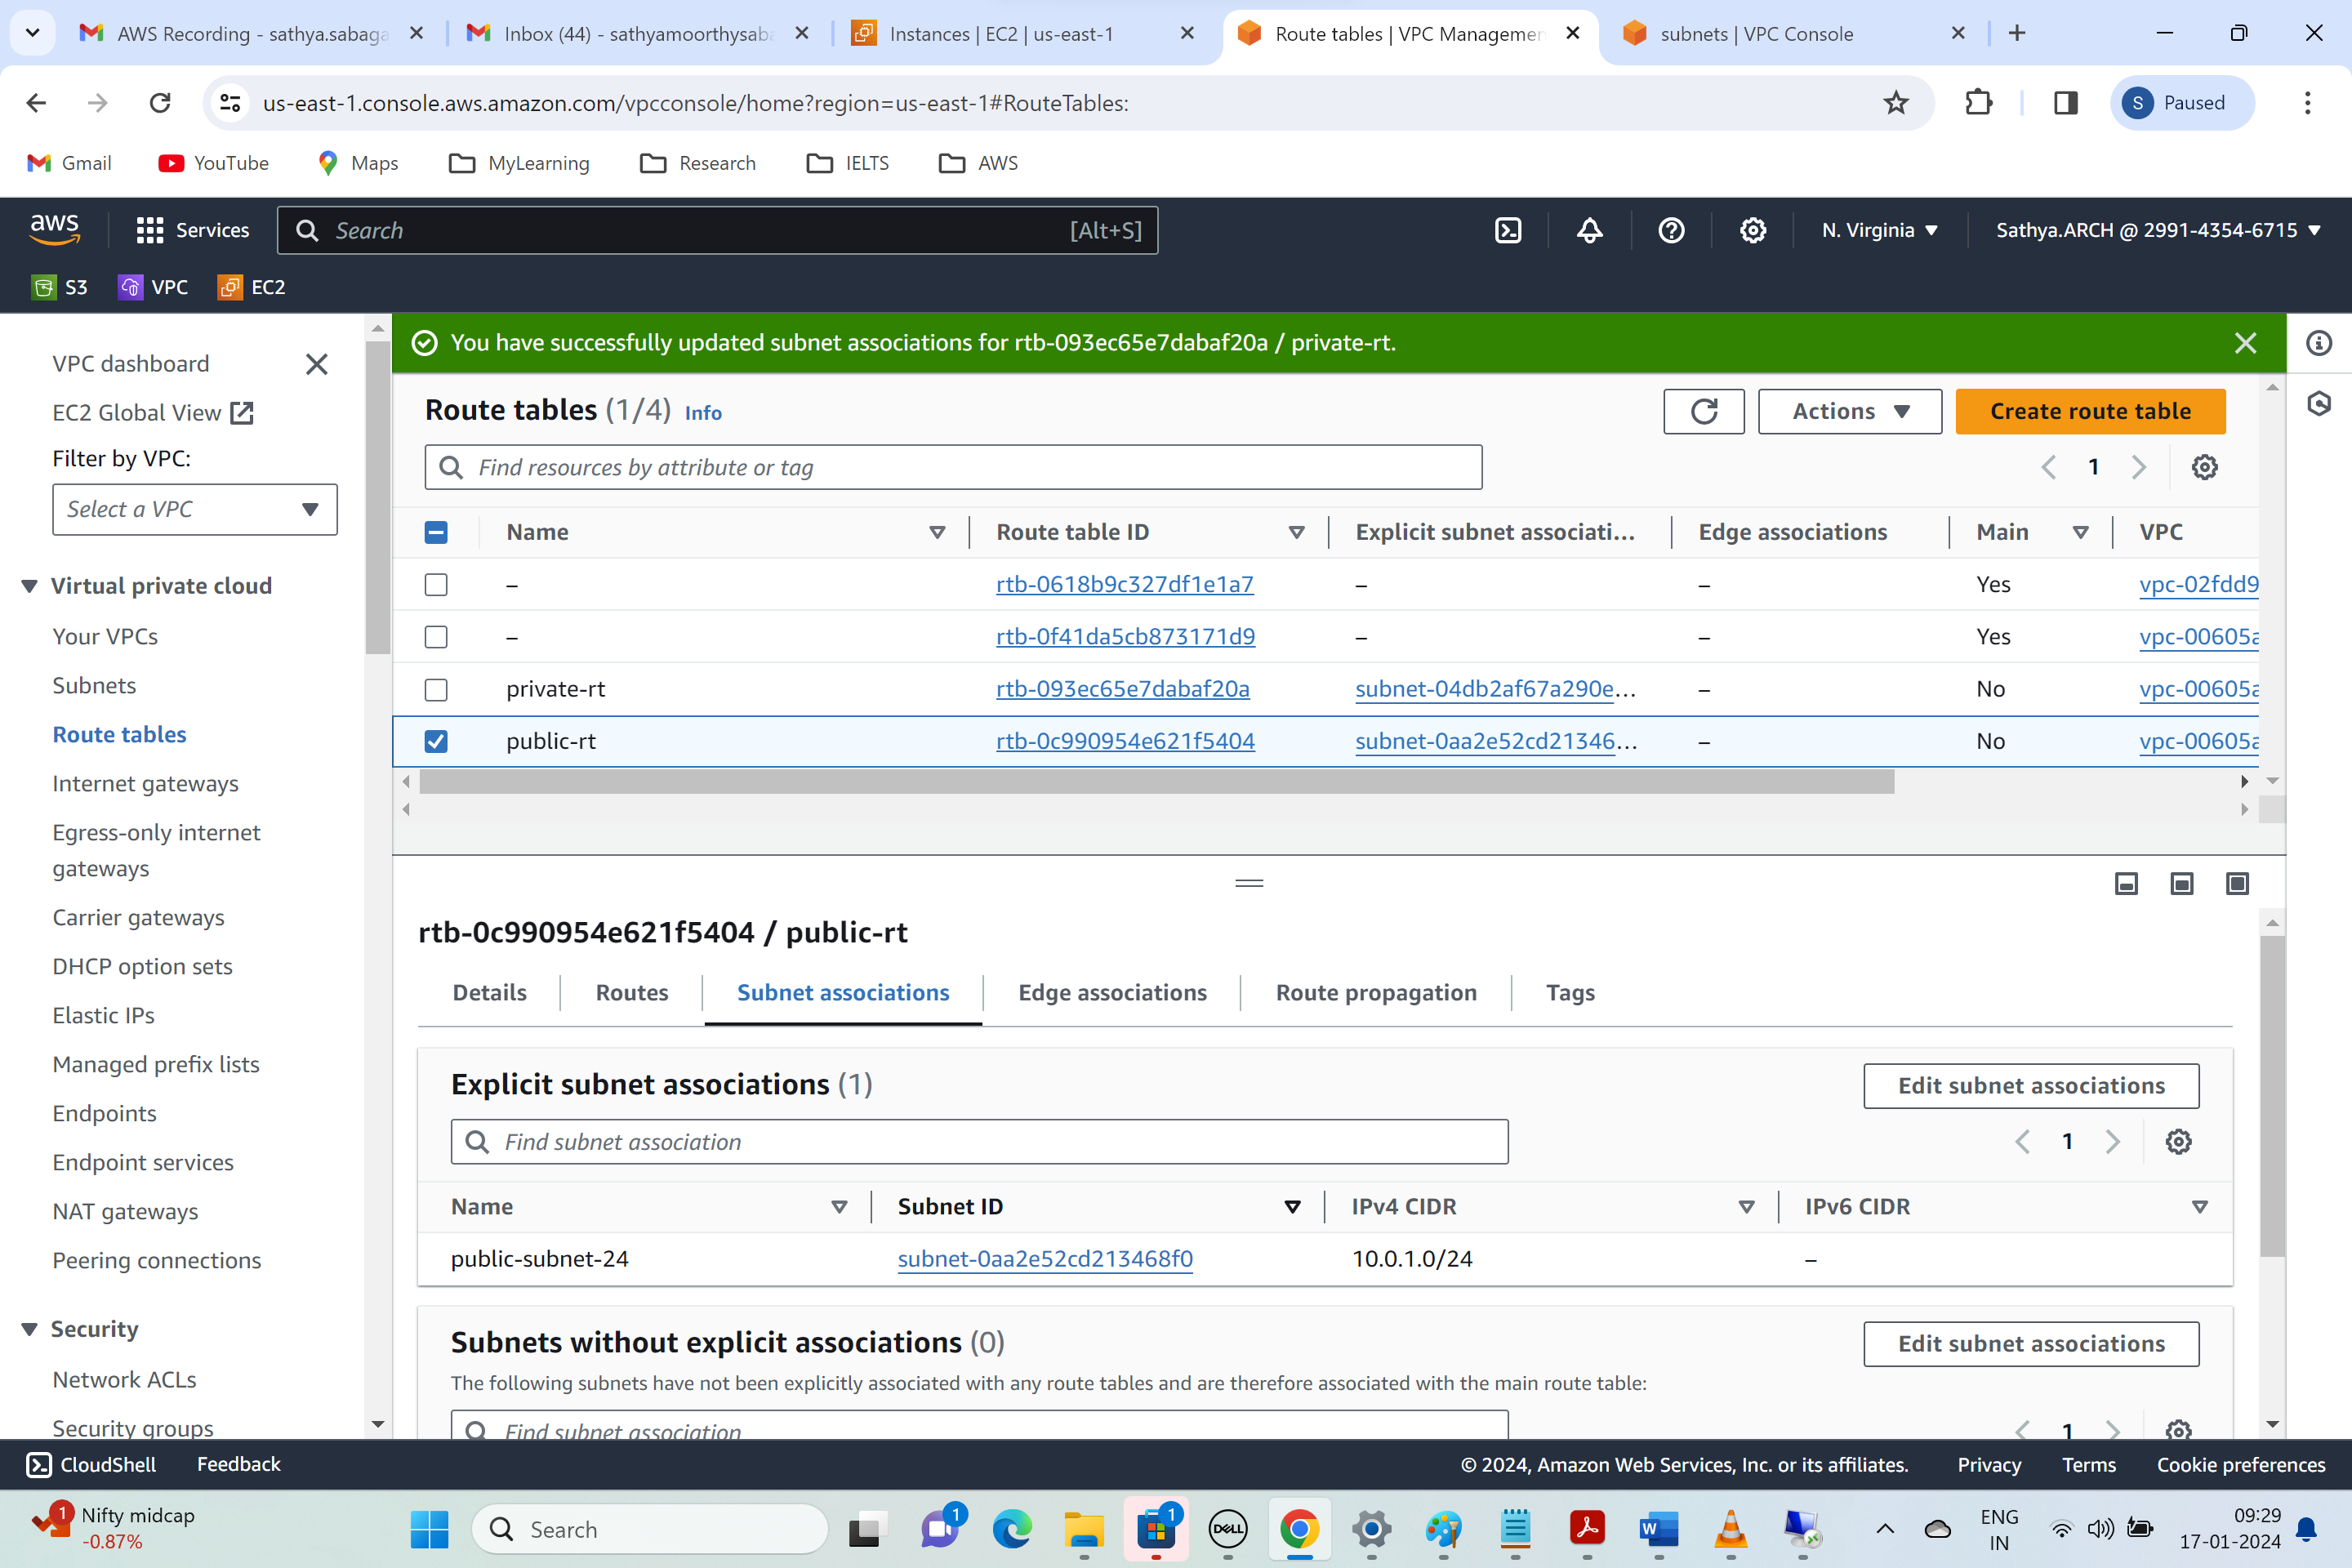 AWS Recording - sathya.sabaga
Inbox (44) - sathyamoorthysaba
Instances | EC2 | us-east-1
Route tables | VPC Managemen
subnets | VPC Console
us-east-1.console.aws.amazon.com/vpcconsole/home?region=us-east-1#RouteTables:
S Paused
Gmail YouTube Maps MyLearning Research IELTS AWS
aws Services Search [Alt+S] N. Virginia Sathya.ARCH @ 2991-4354-6715
S3 VPC EC2
VPC dashboard
EC2 Global View
Filter by VPC:
Select a VPC
Virtual private cloud
Your VPCs
Subnets
Route tables
Internet gateways
Egress-only internet
gateways
Carrier gateways
DHCP option sets
Elastic IPs
Managed prefix lists
Endpoints
Endpoint services
NAT gateways
Peering connections
Security
Network ACLs
Security groups
You have successfully updated subnet associations for rtb-093ec65e7dabaf20a / private-rt.
Route tables (1/4) Info
Actions
Create route table
Find resources by attribute or tag
1
Name Route table ID Explicit subnet associati... Edge associations Main VPC
– rtb-0618b9c327df1e1a7 – – Yes vpc-02fdd9
– rtb-0f41da5cb873171d9 – – Yes vpc-00605a
private-rt rtb-093ec65e7dabaf20a subnet-04db2af67a290e... – No vpc-00605a
public-rt rtb-0c990954e621f5404 subnet-0aa2e52cd21346... – No vpc-00605a
rtb-0c990954e621f5404 / public-rt
Details Routes Subnet associations Edge associations Route propagation Tags
Explicit subnet associations (1)
Edit subnet associations
Find subnet association
1
Name Subnet ID IPv4 CIDR IPv6 CIDR
public-subnet-24 subnet-0aa2e52cd213468f0 10.0.1.0/24 –
Subnets without explicit associations (0)
Edit subnet associations
The following subnets have not been explicitly associated with any route tables and are therefore associated with the main route table:
Find subnet association
1
CloudShell Feedback © 2024, Amazon Web Services, Inc. or its affiliates. Privacy Terms Cookie preferences
1
Nifty midcap
-0.87%
Search
1
1
DELL
W
ENG
IN
09:29
17-01-2024